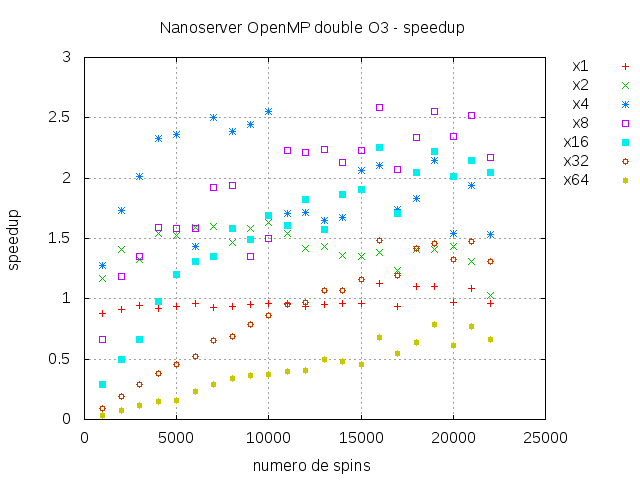 Nanoserver OpenMP double O3 - speedup
3
2.5
2
1.5
1
0.5
0
speedup
0 5000 10000 15000 20000 25000
numero de spins
x1
x2
x4
x8
x16
x32
x64